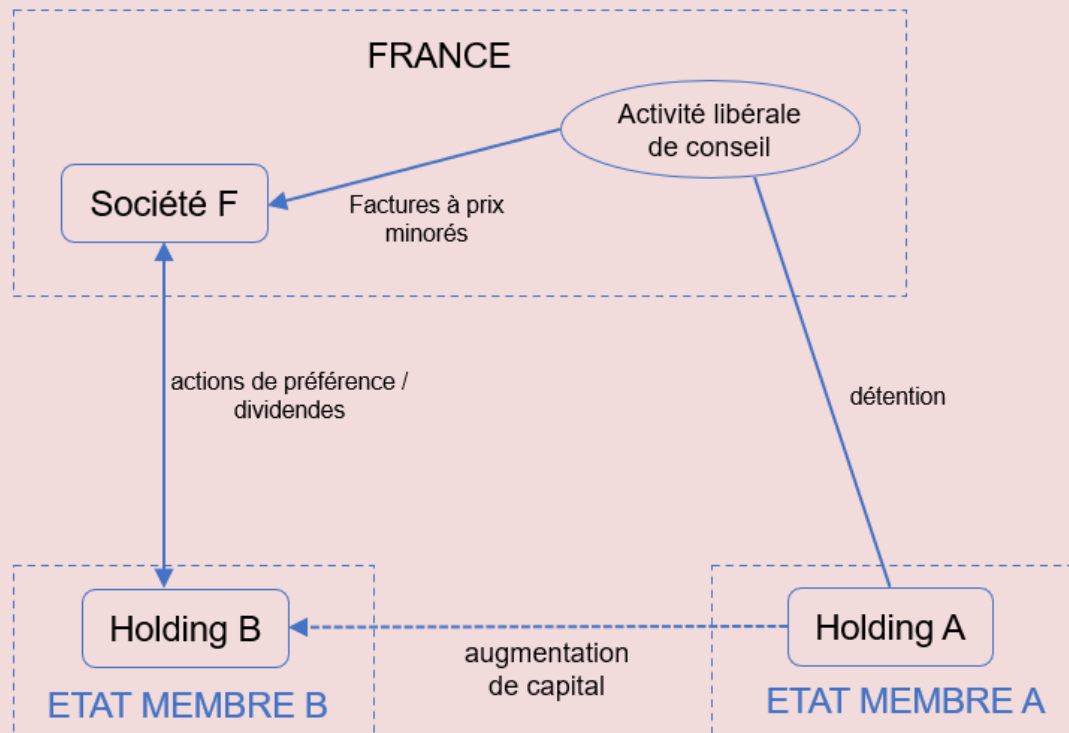 FRANCE
Activité libérale
de conseil
Société F
Factures à prix
minorés
actions de préférence /
dividendes
détention
Holding B
Holding A
augmentation
de capital
ETAT MEMBRE B
ETAT MEMBRE A